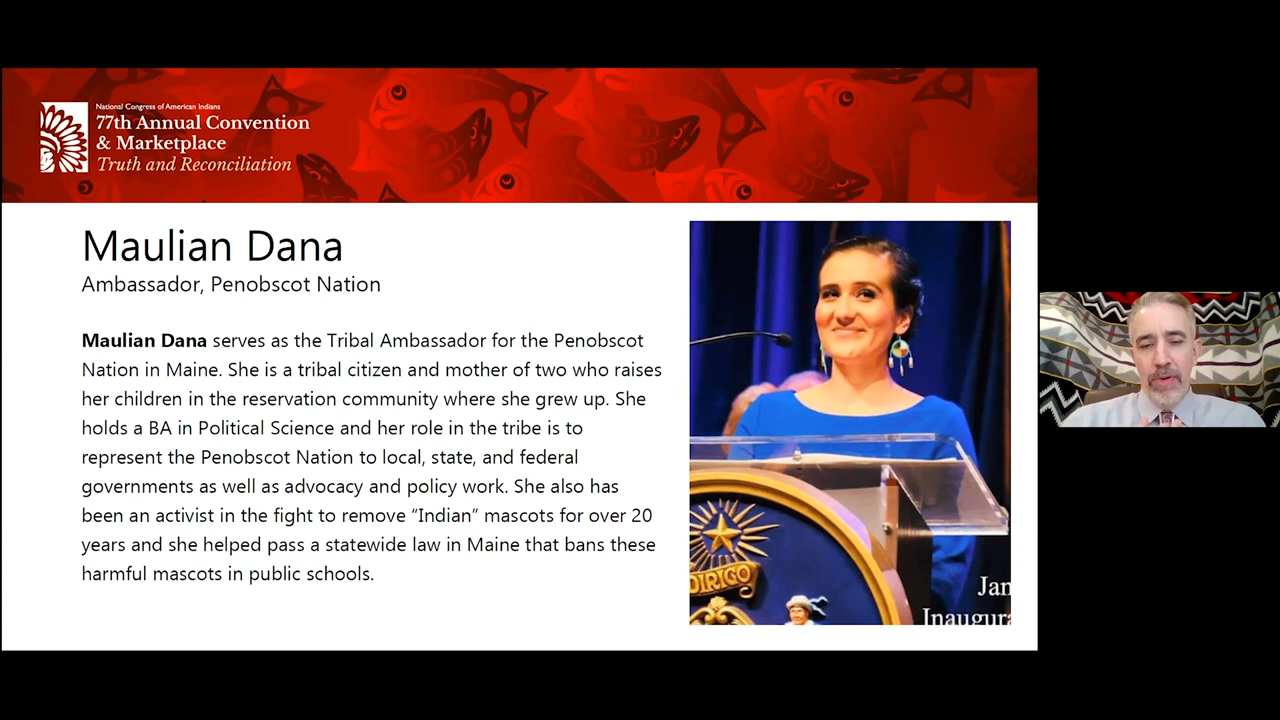 National Congress of American Indians
77th Annual Convention
& Marketplace
Truth and Reconciliation
Maulian Dana
Ambassador, Penobscot Nation
Maulian Dana serves as the Tribal Ambassador for the Penobscot
Nation in Maine. She is a tribal citizen and mother of two who raises
her children in the reservation community where she grew up. She
holds a BA in Political Science and her role in the tribe is to
represent the Penobscot Nation to local, state, and federal
governments as well as advocacy and policy work. She also has
been an activist in the fight to remove “Indian” mascots for over 20
years and she helped pass a statewide law in Maine that bans these
harmful mascots in public schools.
DIRIGO
Jan
Inaugura